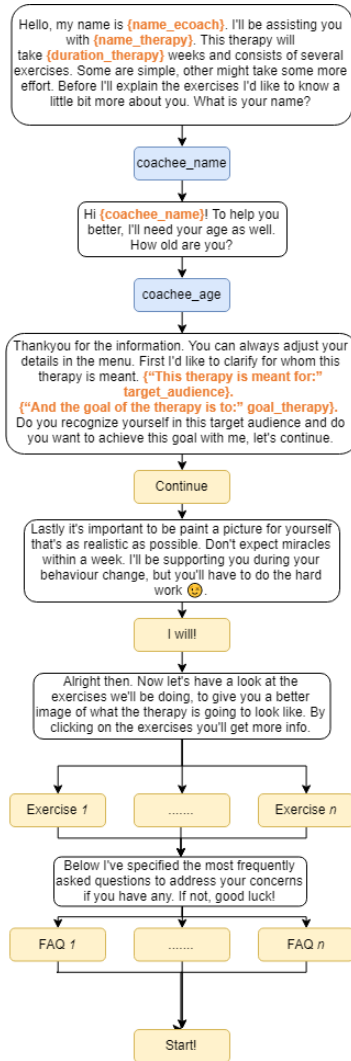 Hello, my name is {name_ecoach}. I'll be assisting you
with {name_therapy}. This therapy will
take {duration_therapy} weeks and consists of several
exercises. Some are simple, other might take some more
effort. Before I'll explain the exercises I'd like to know a
little bit more about you. What is your name?
coachee_name
Hi {coachee_name}! To help you
better, I'll need your age as well.
How old are you?
coachee_age
Thankyou for the information. You can always adjust your
details in the menu. First I'd like to clarify for whom this
therapy is meant. {“This therapy is meant for:”
target_audience}.
{“And the goal of the therapy is to:” goal_therapy}.
Do you recognize yourself in this target audience and do
you want to achieve this goal with me, let's continue.
Continue
Lastly it's important to be paint a picture for yourself
that's as realistic as possible. Don't expect miracles
within a week. I'll be supporting you during your
behaviour change, but you'll have to do the hard
work 😉.
I will!
Alright then. Now let's have a look at the
exercises we'll be doing, to give you a better
image of what the therapy is going to look like. By
clicking on the exercises you'll get more info.
Exercise 1
.......
Exercise n
Below I've specified the most frequently
asked questions to address your concerns
if you have any. If not, good luck!
FAQ 1
.......
FAQ n
Start!